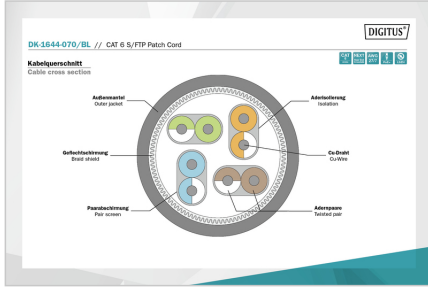 DIGITUS®
DK-1644-070/BL // CAT 6 S/FTP Patch Cord
Kabelquerschnitt
Cable cross section
Außenmantel
Outer jacket
Aderisolierung
Isolation
Geflechtschirmung
Braid shield
Cu-Draht
Cu-Wire
Paarabschirmung
Pair screen
Adernpaare
Twisted pair